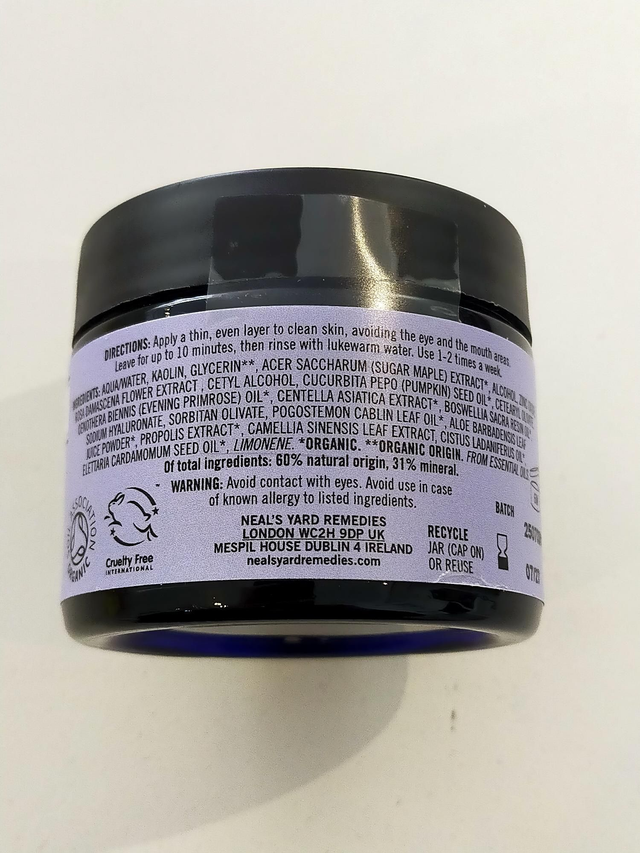 DIRECTIONS: Apply a thin, even layer to clean skin, avoiding the eye and the mouth areas.
Leave for up to 10 minutes, then rinse with lukewarm water. Use 1-2 times a week.
INGREDIENTS: AQUA/WATER, KAOLIN, GLYCERIN**, ACER SACCHARUM (SUGAR MAPLE) EXTRACT*, ALCOHOL, ZINC
ROSA DAMASCENA FLOWER EXTRACT, CETYL ALCOHOL, CUCURBITA PEPO (PUMPKIN) SEED OIL*, CETEARYL
OENOTHERA BIENNIS (EVENING PRIMROSE) OIL*, CENTELLA ASIATICA EXTRACT*, BOSWELLIA SACRA RESIN
SODIUM HYALURONATE, SORBITAN OLIVATE, POGOSTEMON CABLIN LEAF OIL*, ALOE BARBADENSIS LEAF
JUICE POWDER*, PROPOLIS EXTRACT*, CAMELLIA SINENSIS LEAF EXTRACT, CISTUS LADANIFERUS OIL*
ELETTARIA CARDAMOMUM SEED OIL*, LIMONENE. *ORGANIC. **ORGANIC ORIGIN. FROM ESSENTIAL OILS
Of total ingredients: 60% natural origin, 31% mineral.
WARNING: Avoid contact with eyes. Avoid use in case
of known allergy to listed ingredients.
SOIL ASSOCIATION
ORGANIC
Cruelty Free
INTERNATIONAL
NEAL'S YARD REMEDIES
LONDON WC2H 9DP UK
MESPIL HOUSE DUBLIN 4 IRELAND
nealsyardremedies.com
RECYCLE
JAR (CAP ON)
OR REUSE
BATCH
07/27